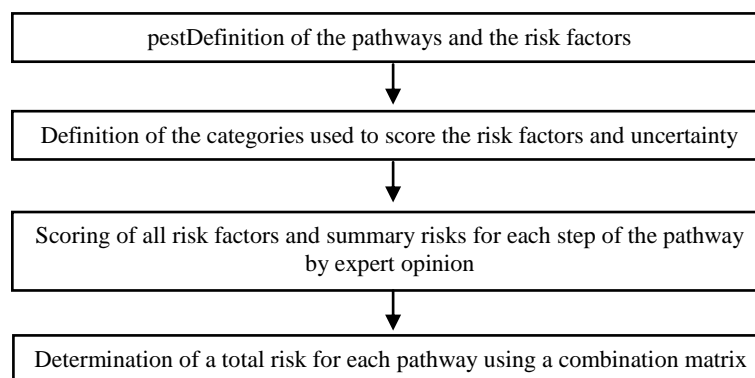 pestDefinition of the pathways and the risk factors
Definition of the categories used to score the risk factors and uncertainty
Scoring of all risk factors and summary risks for each step of the pathway
by expert opinion
Determination of a total risk for each pathway using a combination matrix